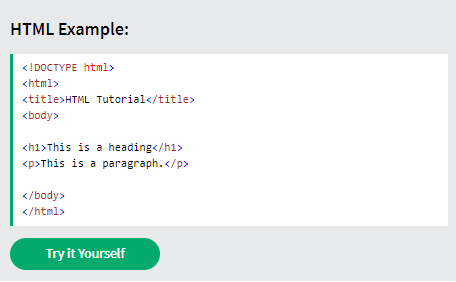 HTML Example:
<!DOCTYPE html>
<html>
<title>HTML Tutorial</title>
<body>

<h1>This is a heading</h1>
<p>This is a paragraph.</p>

</body>
</html>
Try it Yourself